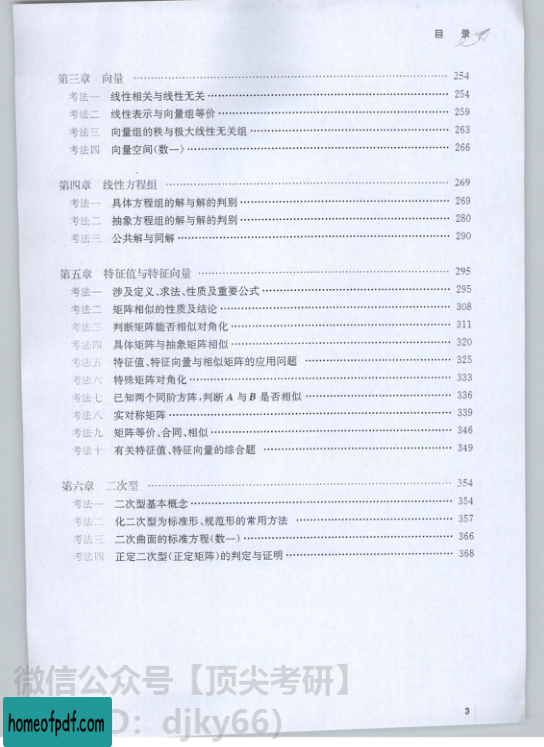 目 录
第三章 向量 254
考法一 线性相关与线性无关 254
考法二 线性表示与向量组等价 259
考法三 向量组的秩与极大线性无关组 263
考法四 向量空间(数一) 266
第四章 线性方程组 269
考法一 具体方程组的解与解的判别 269
考法二 抽象方程组的解与解的判别 280
考法三 公共解与同解 290
第五章 特征值与特征向量 295
考法一 涉及定义、求法、性质及重要公式 295
考法二 矩阵相似的性质及结论 308
考法三 判断矩阵能否相似对角化 311
考法四 具体矩阵与抽象矩阵相似 320
考法五 特征值、特征向量与相似矩阵的应用问题 325
考法六 特殊矩阵对角化 333
考法七 已知两个同阶方阵,判断 A 与 B 是否相似 336
考法八 实对称矩阵 339
考法九 矩阵等价、合同、相似 346
考法十 有关特征值、特征向量的综合题 349
第六章 二次型 354
考法一 二次型基本概念 354
考法二 化二次型为标准形、规范形的常用方法 357
考法三 二次曲面的标准方程(数一) 366
考法四 正定二次型(正定矩阵)的判定与证明 368
微信公众号【顶尖考研】
D: djky66)
homeofpdf.com
3